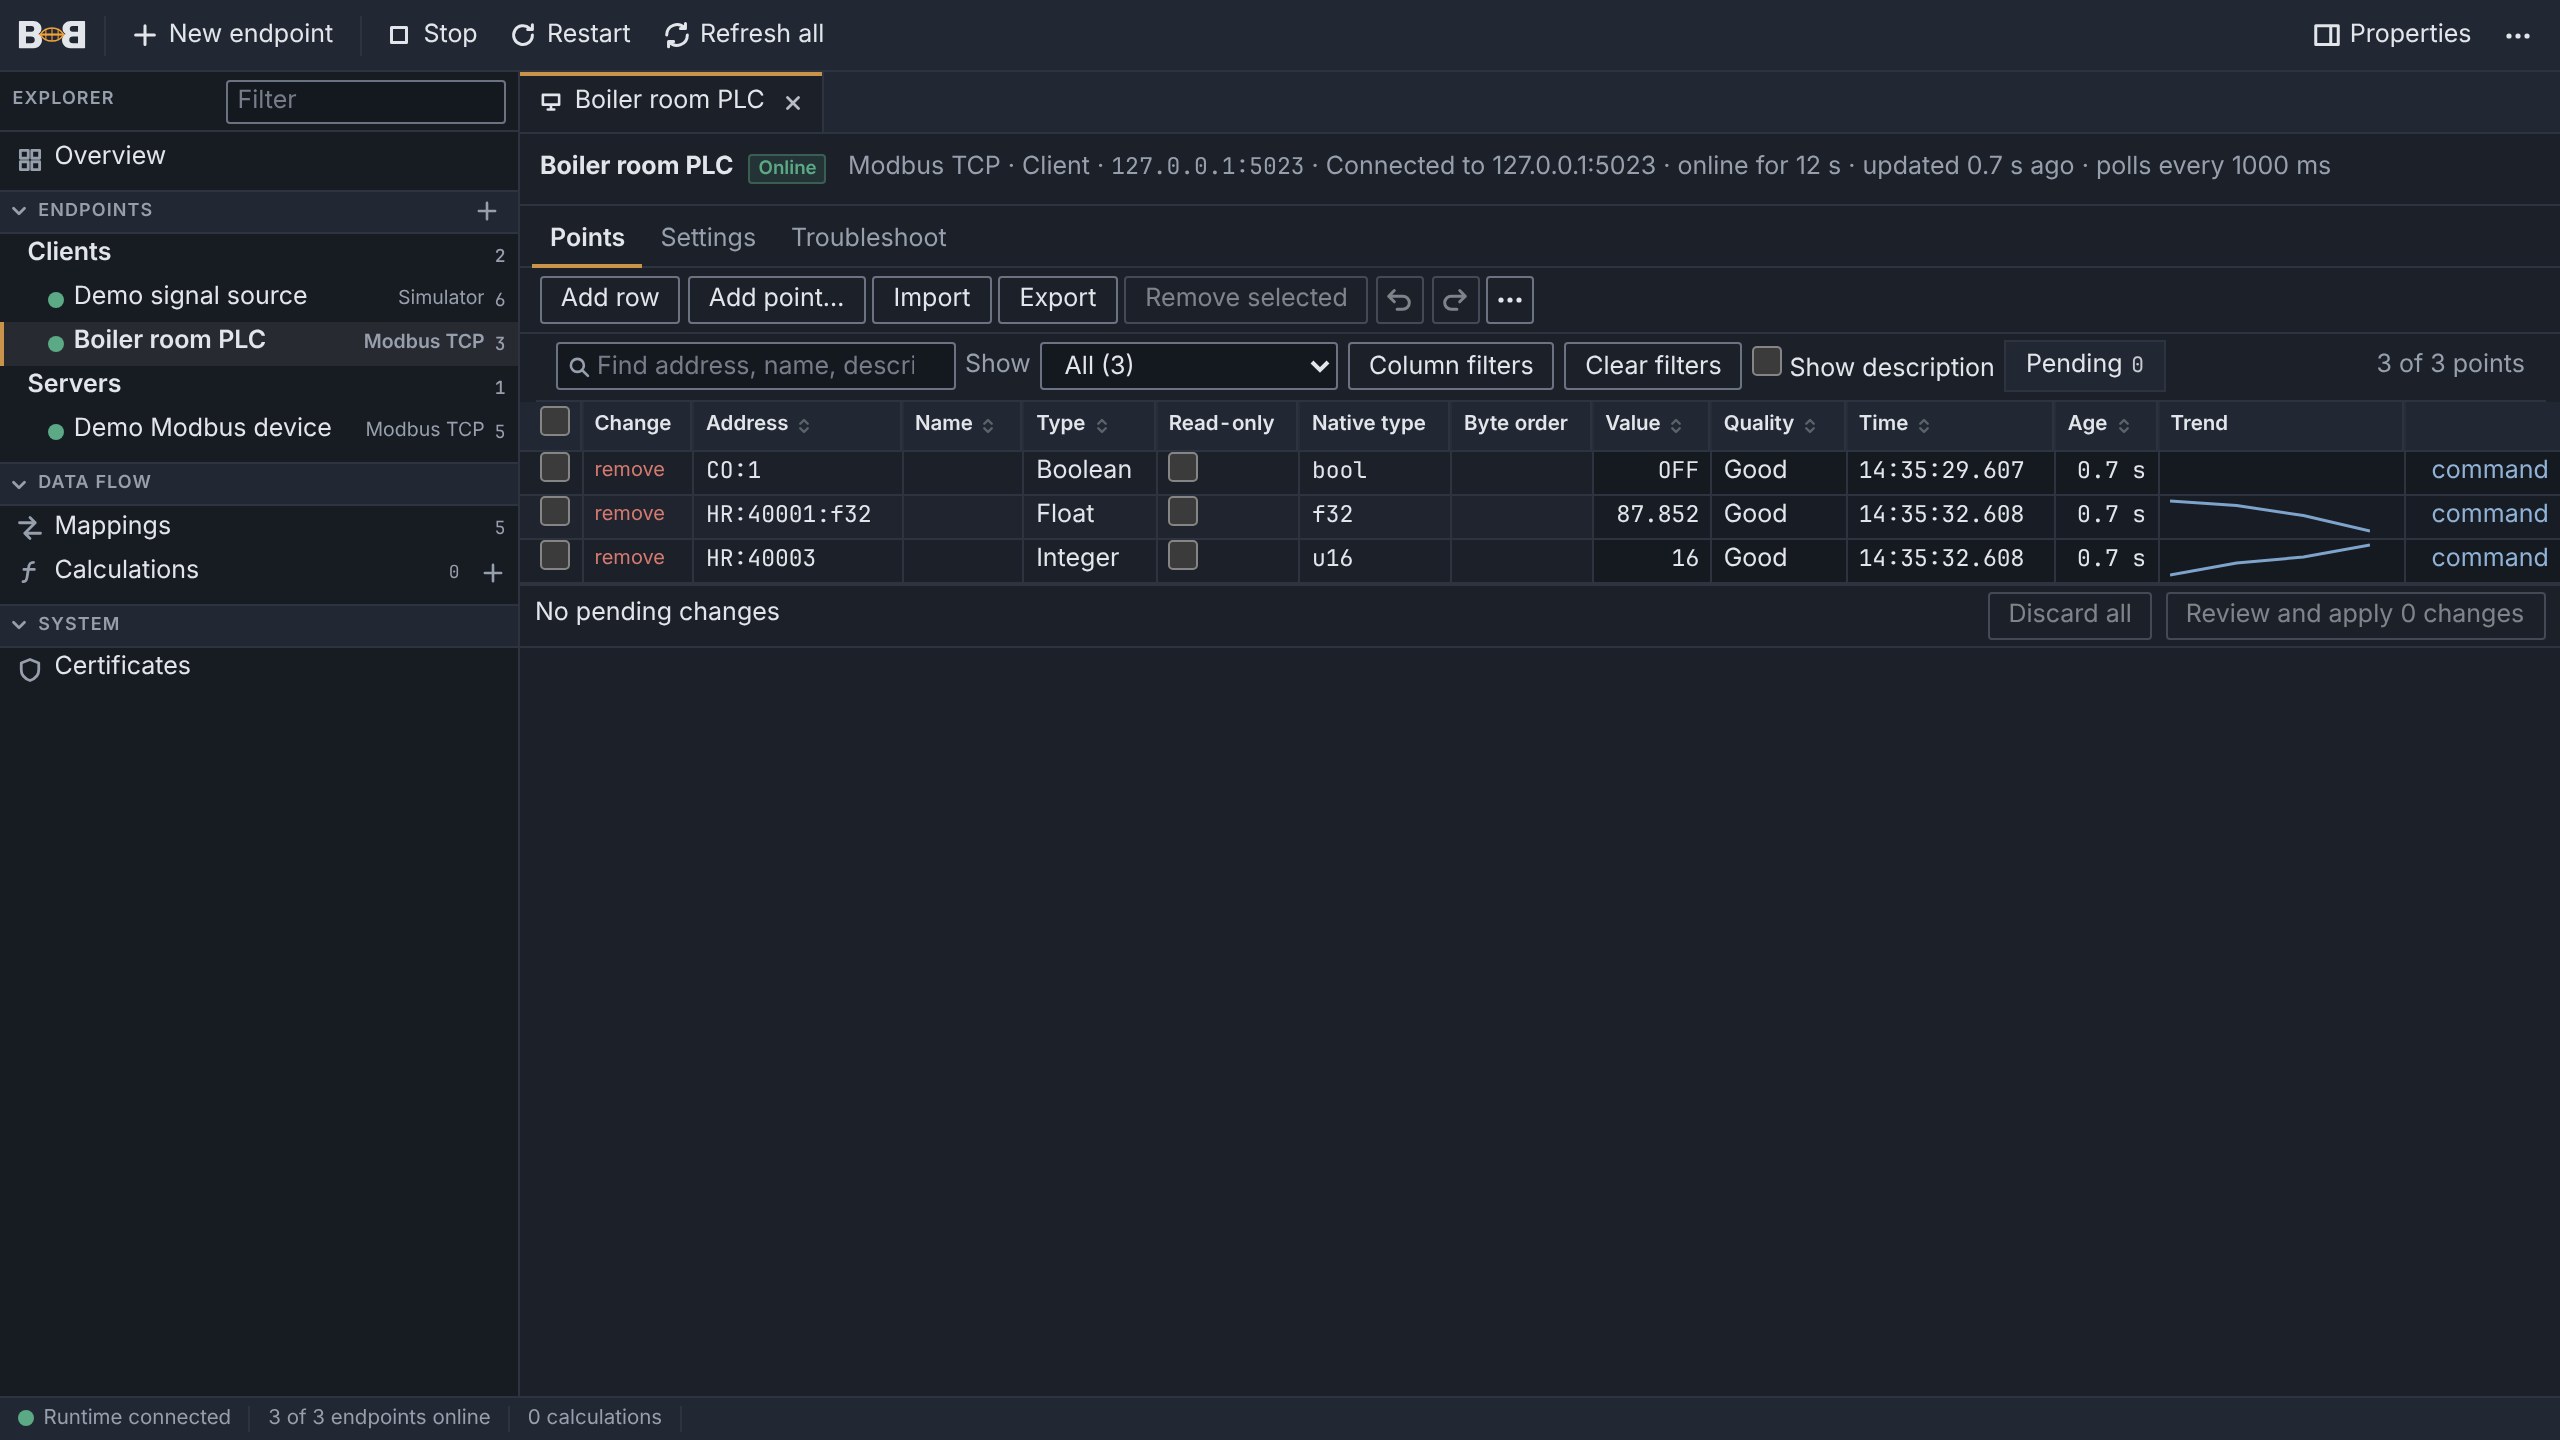 BB
New endpoint
Stop
Restart
Refresh all
Properties
EXPLORER
Filter
Overview
ENDPOINTS
Clients 2
Demo signal source Simulator 6
Boiler room PLC Modbus TCP 3
Servers 1
Demo Modbus device Modbus TCP 5
DATA FLOW
Mappings 5
Calculations 0
SYSTEM
Certificates
Boiler room PLC
Boiler room PLC Online Modbus TCP · Client · 127.0.0.1:5023 · Connected to 127.0.0.1:5023 · online for 12 s · updated 0.7 s ago · polls every 1000 ms
Points Settings Troubleshoot
Add row Add point... Import Export Remove selected
Find address, name, descri Show All (3) Column filters Clear filters Show description Pending 0 3 of 3 points
Change Address Name Type Read-only Native type Byte order Value Quality Time Age Trend
remove CO:1 Boolean bool OFF Good 14:35:29.607 0.7 s command
remove HR:40001:f32 Float f32 87.852 Good 14:35:32.608 0.7 s command
remove HR:40003 Integer u16 16 Good 14:35:32.608 0.7 s command
No pending changes Discard all Review and apply 0 changes
Runtime connected 3 of 3 endpoints online 0 calculations